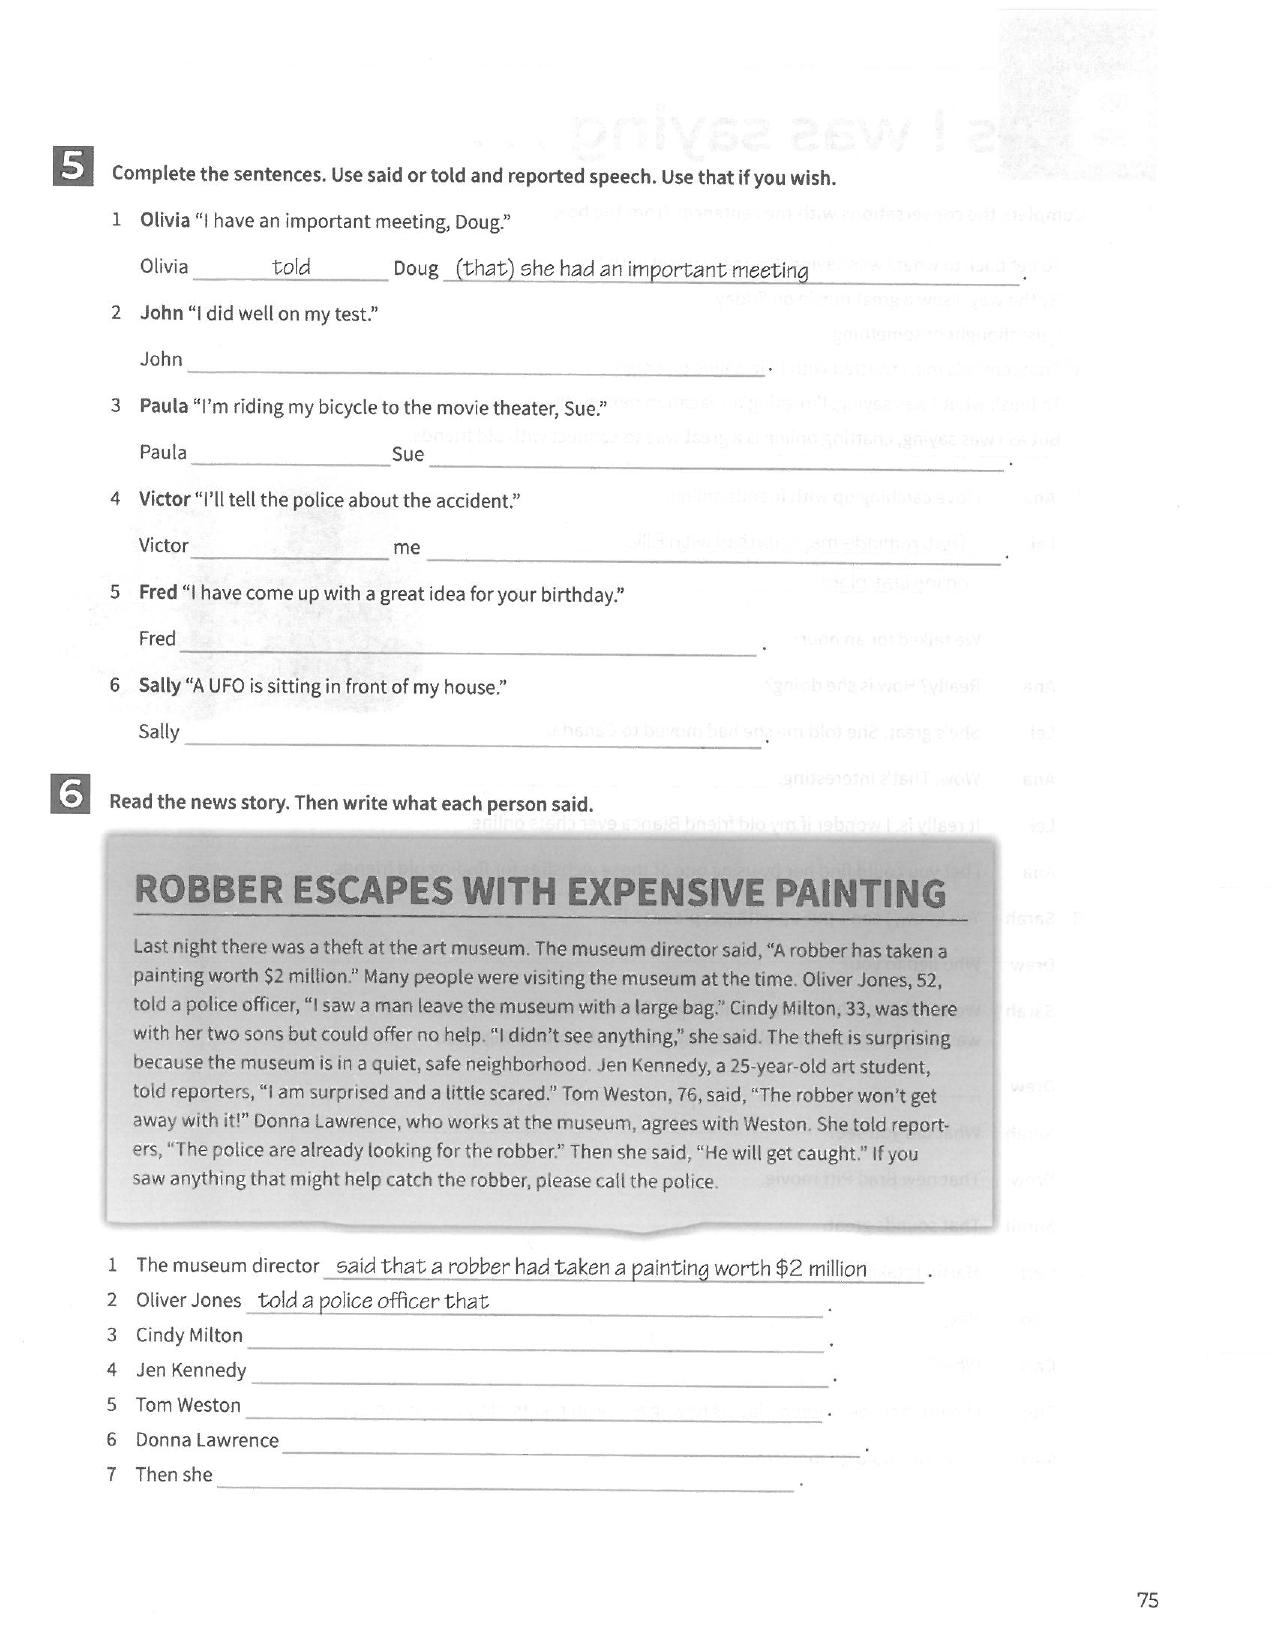 5 Complete the sentences. Use said or told and reported speech. Use that if you wish.
1 Olivia “I have an important meeting, Doug.”
Olivia told Doug (that) she had an important meeting.
2 John “I did well on my test.”
John .
3 Paula “I’m riding my bicycle to the movie theater, Sue.”
Paula Sue .
4 Victor “I’ll tell the police about the accident.”
Victor me .
5 Fred “I have come up with a great idea for your birthday.”
Fred .
6 Sally “A UFO is sitting in front of my house.”
Sally .
6 Read the news story. Then write what each person said.
ROBBER ESCAPES WITH EXPENSIVE PAINTING
Last night there was a theft at the art museum. The museum director said, “A robber has taken a
painting worth $2 million.” Many people were visiting the museum at the time. Oliver Jones, 52,
told a police officer, “I saw a man leave the museum with a large bag.” Cindy Milton, 33, was there
with her two sons but could offer no help. “I didn’t see anything,” she said. The theft is surprising
because the museum is in a quiet, safe neighborhood. Jen Kennedy, a 25-year-old art student,
told reporters, “I am surprised and a little scared.” Tom Weston, 76, said, “The robber won’t get
away with it!” Donna Lawrence, who works at the museum, agrees with Weston. She told report-
ers, “The police are already looking for the robber.” Then she said, “He will get caught.” If you
saw anything that might help catch the robber, please call the police.
1 The museum director said that a robber had taken a painting worth $2 million.
2 Oliver Jones told a police officer that .
3 Cindy Milton .
4 Jen Kennedy .
5 Tom Weston .
6 Donna Lawrence .
7 Then she .
75